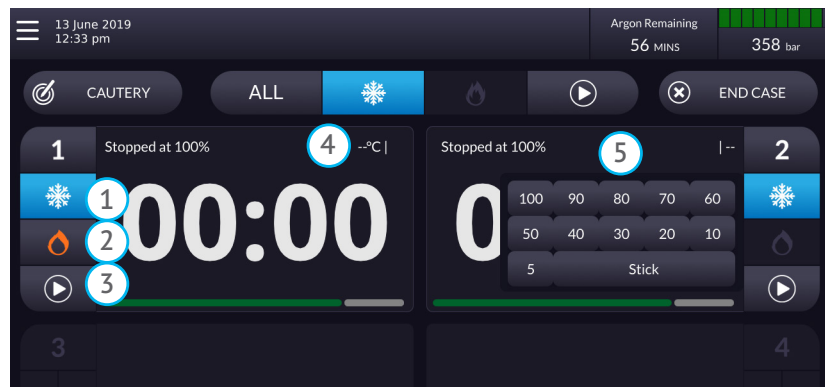 13 June 2019
12:33 pm
Argon Remaining
56 MINS
358 bar
CAUTERY
ALL
END CASE
1
Stopped at 100%
4
--°C |
00:00
1
2
3
Stopped at 100%
5
| --
2
0
100 90 80 70 60
50 40 30 20 10
5 Stick
3
4